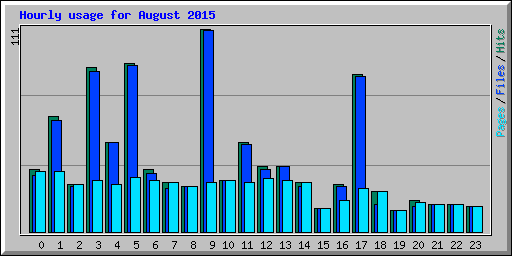 Hourly usage for August 2015
111
Pages/Files/Hits
0 1 2 3 4 5 6 7 8 9 10 11 12 13 14 15 16 17 18 19 20 21 22 23